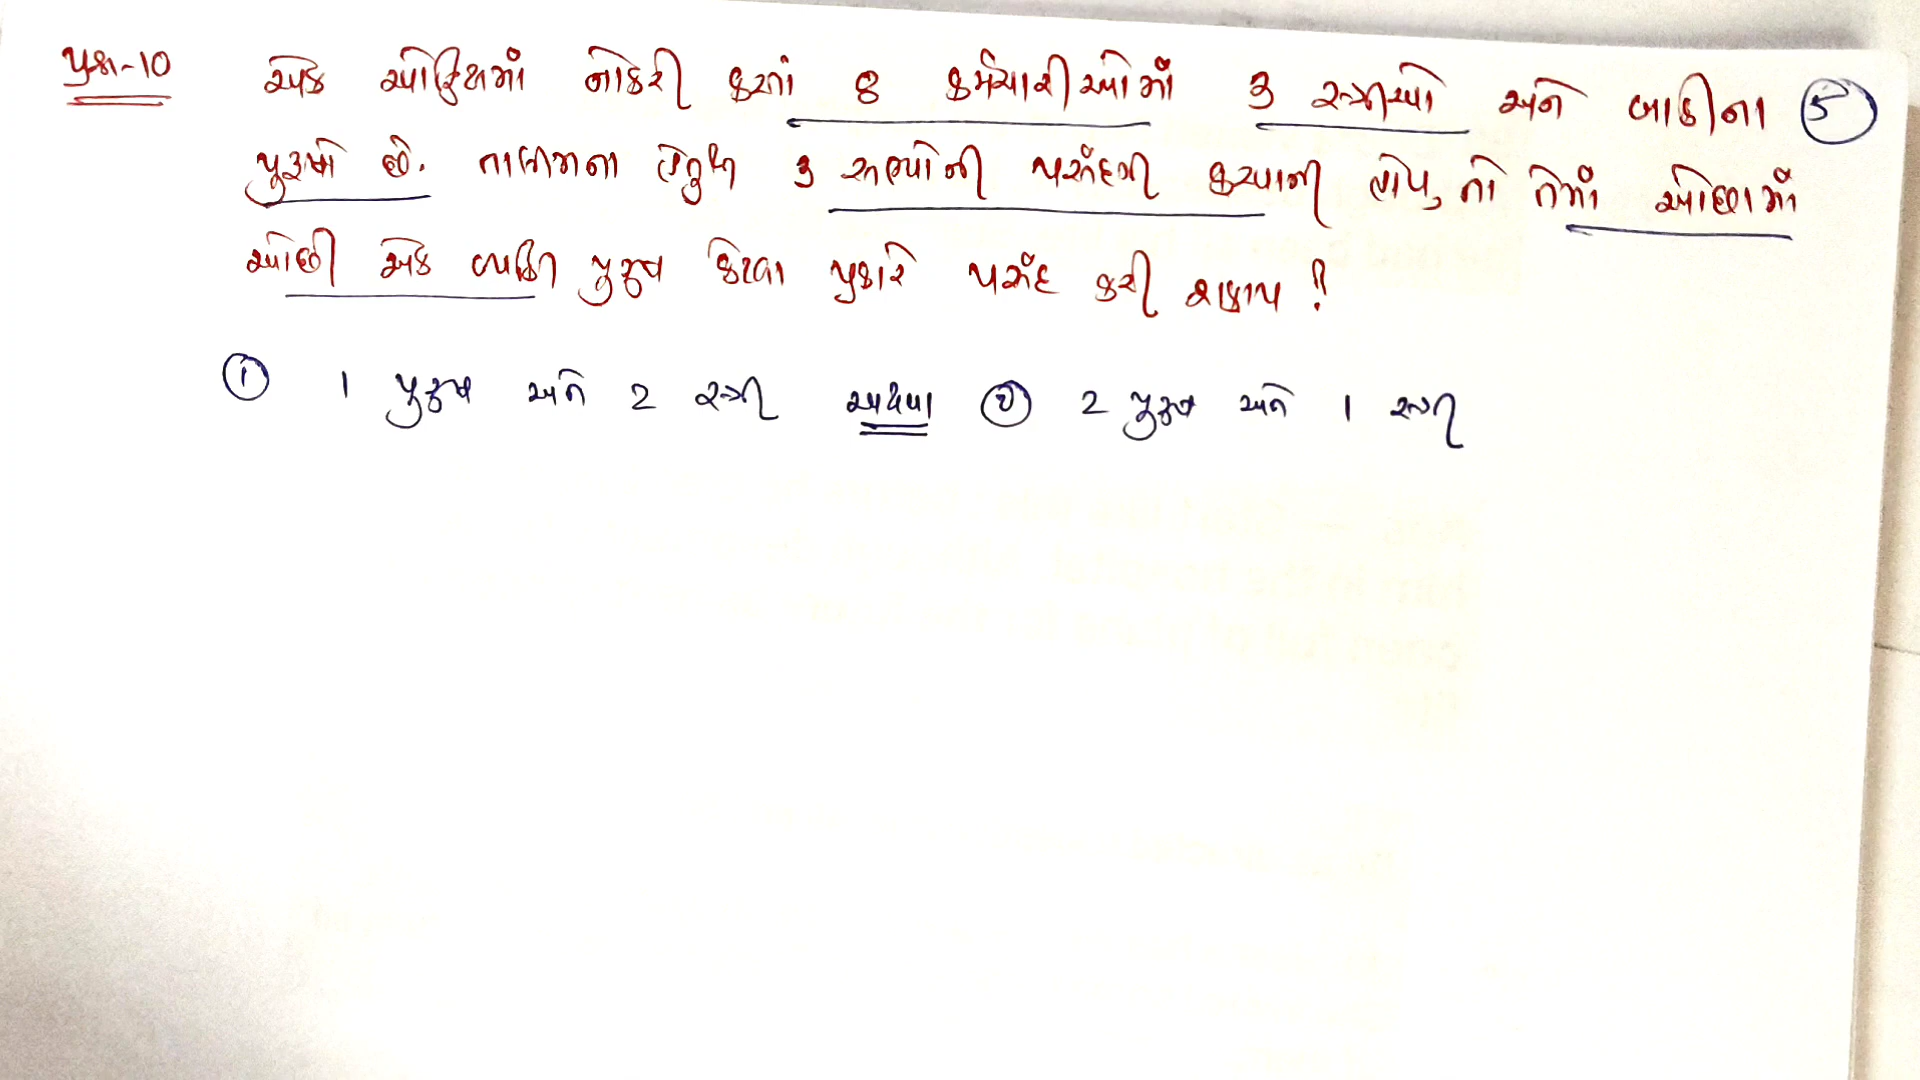 પ્રશ્ન-10 એક ઓફિસમાં નોકરી કરતાં 8 કર્મચારીઓમાં 3 સ્ત્રીઓ અને બાકીના 5
પુરૂષો છે. તાલીમના હેતુથી 3 સભ્યોની પસંદગી કરવાની હોય, તો તેમાં ઓછામાં
ઓછી એક વ્યક્તિ પુરુષ કેટલા પ્રકારે પસંદ કરી શકાય ?
① 1 પુરુષ અને 2 સ્ત્રી અથવા ② 2 પુરુષ અને 1 સ્ત્રી